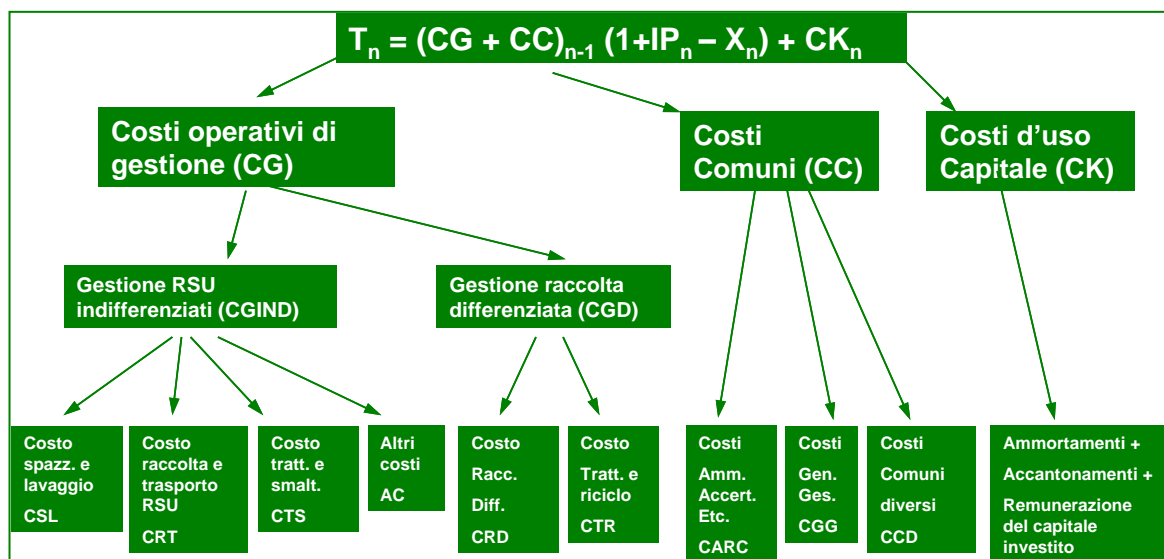 Tn = (CG + CC)n-1 (1+IPn – Xn) + CKn
Costi operativi di
gestione (CG)
Costi
Comuni (CC)
Costi d’uso
Capitale (CK)
Gestione RSU
indifferenziati (CGIND)
Gestione raccolta
differenziata (CGD)
Costo
spazz. e
lavaggio
CSL
Costo
raccolta e
trasporto
RSU
CRT
Costo
tratt. e
smalt.
CTS
Altri
costi
AC
Costo
Racc.
Diff.
CRD
Costo
Tratt. e
riciclo
CTR
Costi
Amm.
Accert.
Etc.
CARC
Costi
Gen.
Ges.
CGG
Costi
Comuni
diversi
CCD
Ammortamenti +
Accantonamenti +
Remunerazione
del capitale
investito